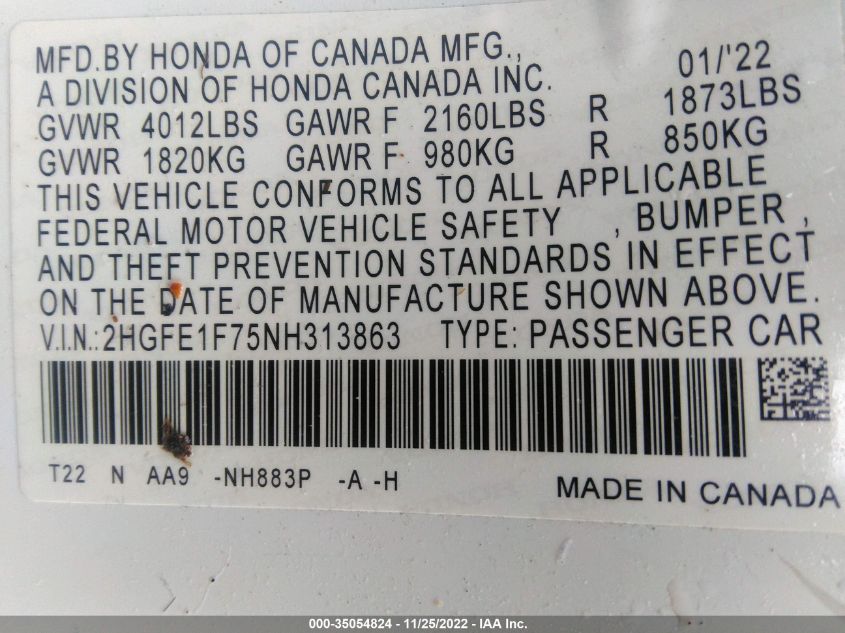 MFD. BY HONDA OF CANADA MFG., 01/'22
A DIVISION OF HONDA CANADA INC.
GVWR 4012LBS GAWR F 2160LBS R 1873LBS
GVWR 1820KG GAWR F 980KG R 850KG
THIS VEHICLE CONFORMS TO ALL APPLICABLE
FEDERAL MOTOR VEHICLE SAFETY , BUMPER ,
AND THEFT PREVENTION STANDARDS IN EFFECT
ON THE DATE OF MANUFACTURE SHOWN ABOVE.
V.I.N.: 2HGFE1F75NH313863 TYPE: PASSENGER CAR
T22 N AA9 -NH883P -A -H
MADE IN CANADA
000-35054824 - 11/25/2022 - IAA Inc.